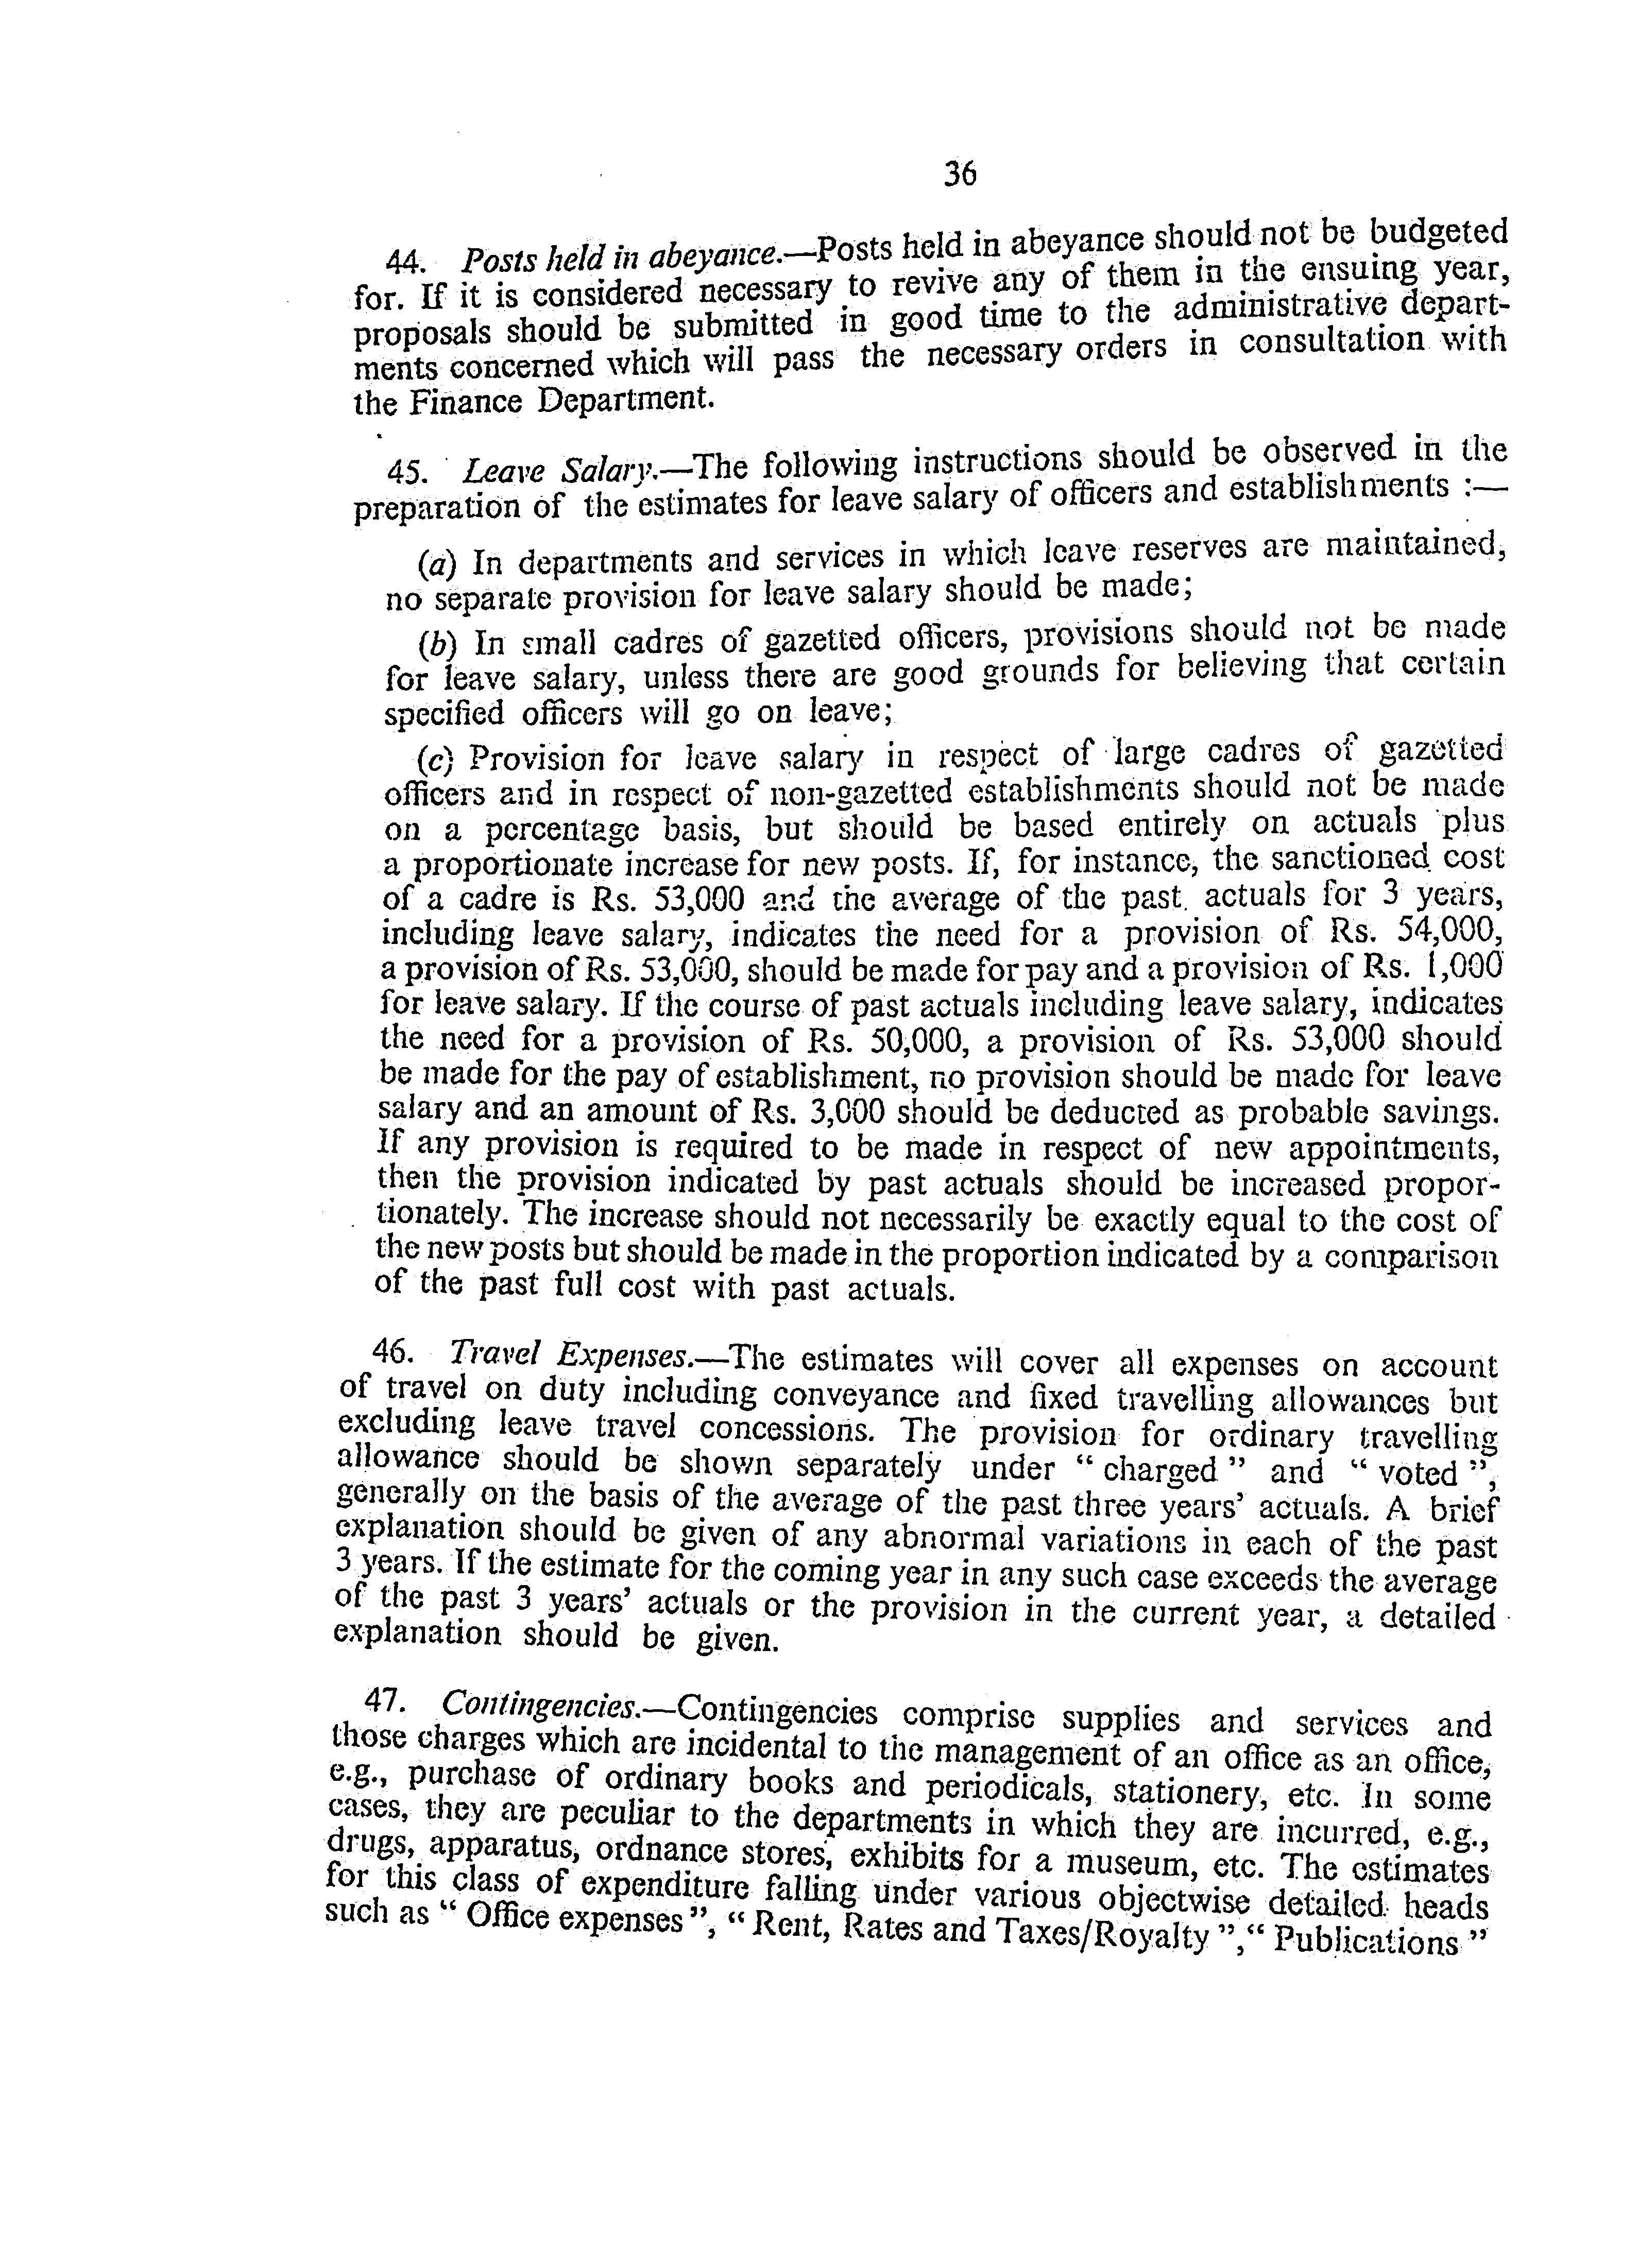 36
44. Posts held in abeyance.—Posts held in abeyance should not be budgeted
for. If it is considered necessary to revive any of them in the ensuing year,
proposals should be submitted in good time to the administrative depart-
ments concerned which will pass the necessary orders in consultation with
the Finance Department.
45. Leave Salary.—The following instructions should be observed in the
preparation of the estimates for leave salary of officers and establishments :—
(a) In departments and services in which leave reserves are maintained,
no separate provision for leave salary should be made;
(b) In small cadres of gazetted officers, provisions should not be made
for leave salary, unless there are good grounds for believing that certain
specified officers will go on leave;
(c) Provision for leave salary in respect of large cadres of gazetted
officers and in respect of non-gazetted establishments should not be made
on a percentage basis, but should be based entirely on actuals plus
a proportionate increase for new posts. If, for instance, the sanctioned cost
of a cadre is Rs. 53,000 and the average of the past actuals for 3 years,
including leave salary, indicates the need for a provision of Rs. 54,000,
a provision of Rs. 53,000, should be made for pay and a provision of Rs. 1,000
for leave salary. If the course of past actuals including leave salary, indicates
the need for a provision of Rs. 50,000, a provision of Rs. 53,000 should
be made for the pay of establishment, no provision should be made for leave
salary and an amount of Rs. 3,000 should be deducted as probable savings.
If any provision is required to be made in respect of new appointments,
then the provision indicated by past actuals should be increased propor-
tionately. The increase should not necessarily be exactly equal to the cost of
the new posts but should be made in the proportion indicated by a comparison
of the past full cost with past actuals.
46. Travel Expenses.—The estimates will cover all expenses on account
of travel on duty including conveyance and fixed travelling allowances but
excluding leave travel concessions. The provision for ordinary travelling
allowance should be shown separately under “ charged ” and “ voted ”,
generally on the basis of the average of the past three years’ actuals. A brief
explanation should be given of any abnormal variations in each of the past
3 years. If the estimate for the coming year in any such case exceeds the average
of the past 3 years’ actuals or the provision in the current year, a detailed
explanation should be given.
47. Contingencies.—Contingencies comprise supplies and services and
those charges which are incidental to the management of an office as an office,
e.g., purchase of ordinary books and periodicals, stationery, etc. In some
cases, they are peculiar to the departments in which they are incurred, e.g.,
drugs, apparatus, ordnance stores, exhibits for a museum, etc. The estimates
for this class of expenditure falling under various objectwise detailed heads
such as “ Office expenses ”, “ Rent, Rates and Taxes/Royalty ”, “ Publications ”